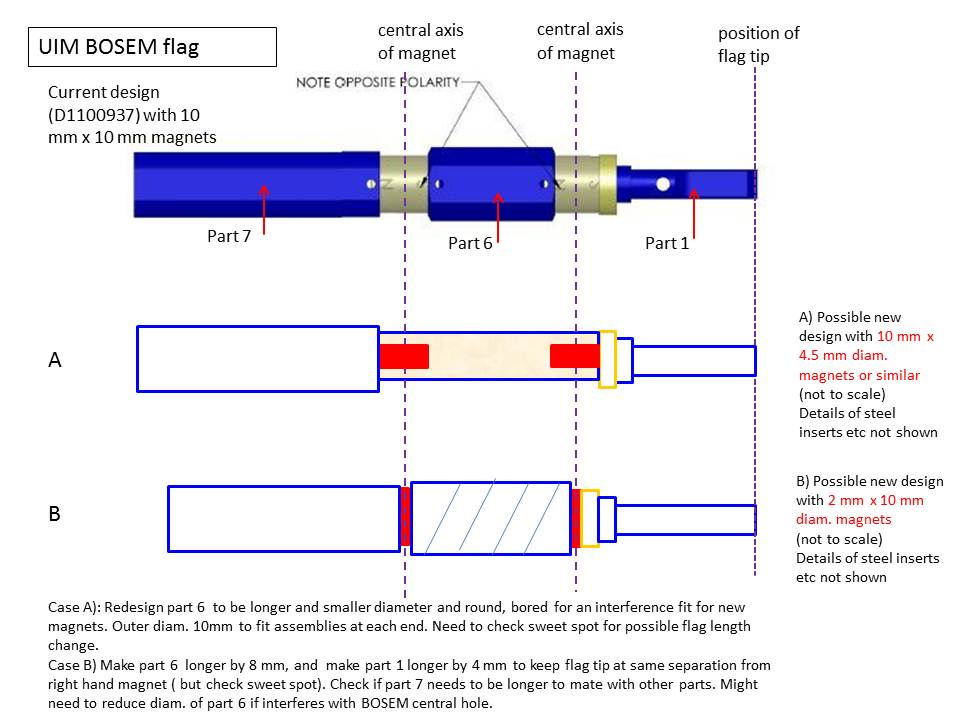 UIM BOSEM flag
central axis
of magnet
central axis
of magnet
position of
flag tip
NOTE OPPOSITE POLARITY
Current design
(D1100937) with 10
mm x 10 mm magnets
Part 7
Part 6
Part 1
A
A) Possible new
design with 10 mm x
4.5 mm diam.
magnets or similar
(not to scale)
Details of steel
inserts etc not shown
B
B) Possible new design
with 2 mm x 10 mm
diam. magnets
(not to scale)
Details of steel inserts
etc not shown
Case A): Redesign part 6 to be longer and smaller diameter and round, bored for an interference fit for new
magnets. Outer diam. 10mm to fit assemblies at each end. Need to check sweet spot for possible flag length
change.
Case B) Make part 6 longer by 8 mm, and make part 1 longer by 4 mm to keep flag tip at same separation from
right hand magnet ( but check sweet spot). Check if part 7 needs to be longer to mate with other parts. Might
need to reduce diam. of part 6 if interferes with BOSEM central hole.